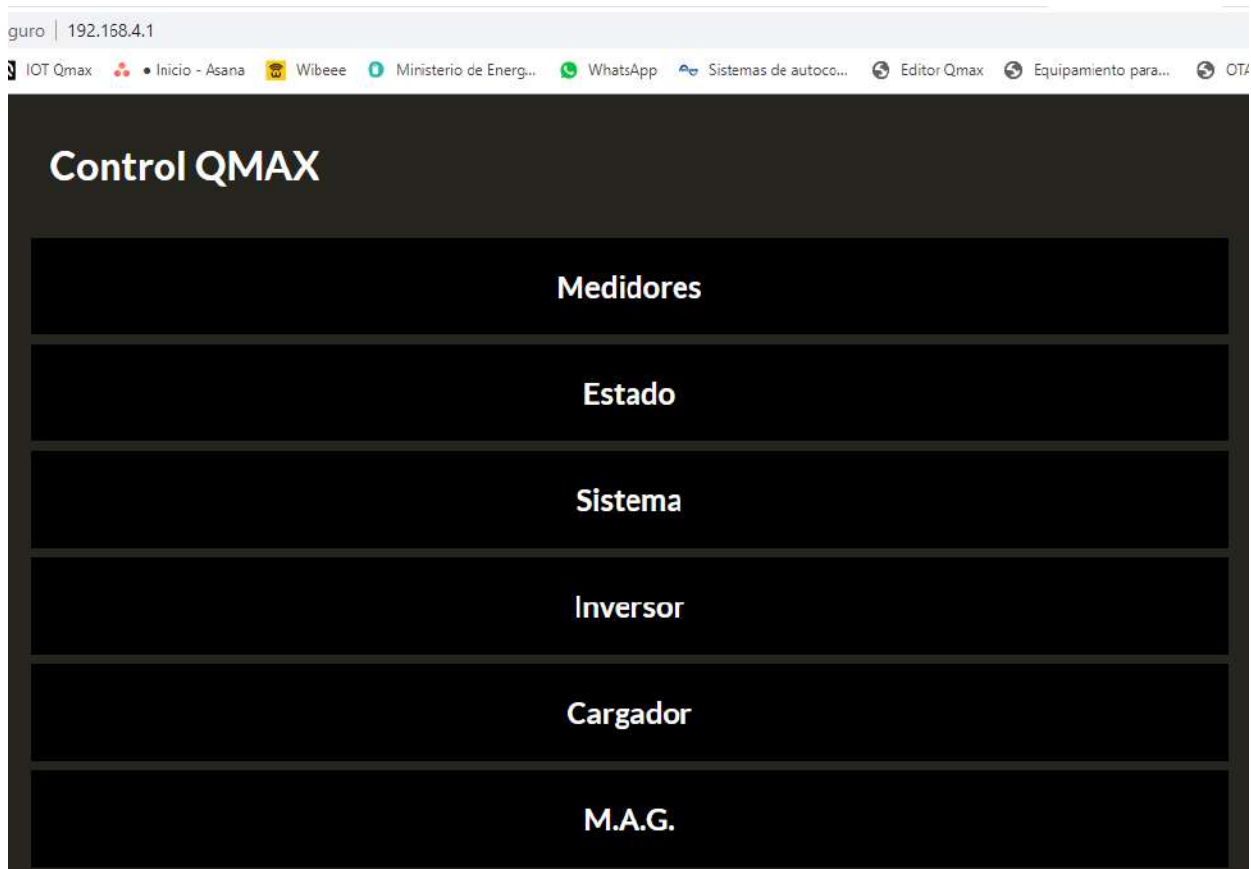 guro | 192.168.4.1
IOT Qmax • Inicio - Asana Wibeee Ministerio de Energ... WhatsApp Sistemas de autoco... Editor Qmax Equipamiento para... OTA
Control QMAX
Medidores
Estado
Sistema
Inversor
Cargador
M.A.G.